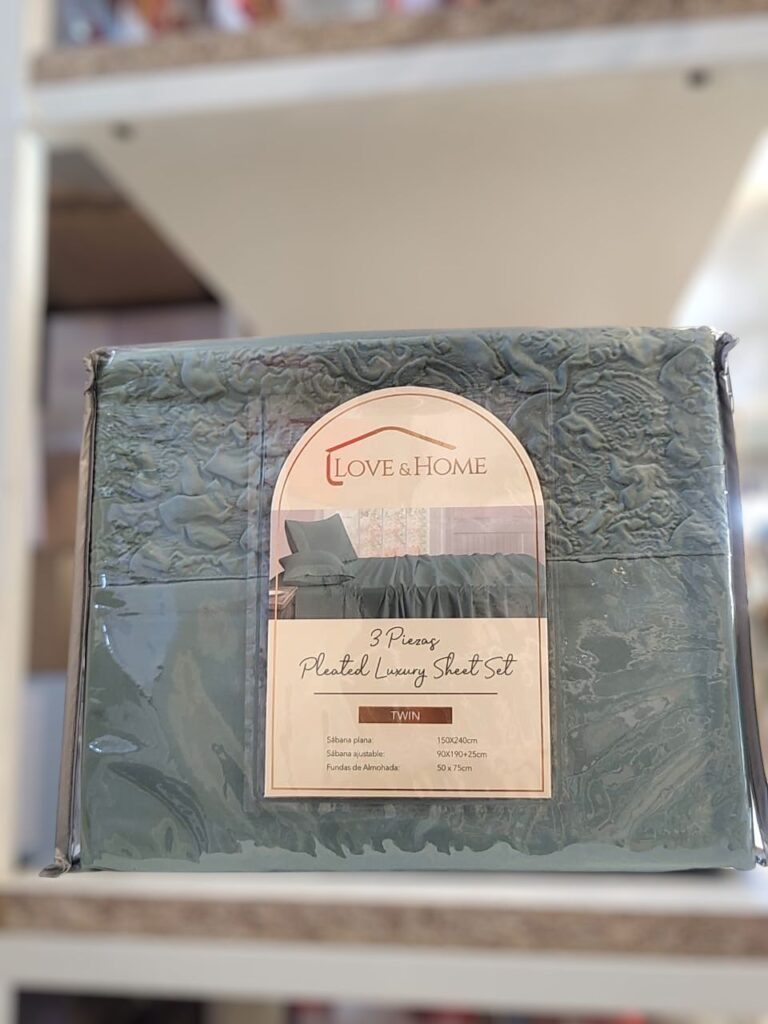 LOVE & HOME
3 Piezas
Pleated Luxury Sheet Set
TWIN
Sábana plana: 150X240cm
Sábana ajustable: 90X190+25cm
Fundas de Almohada: 50 x 75cm